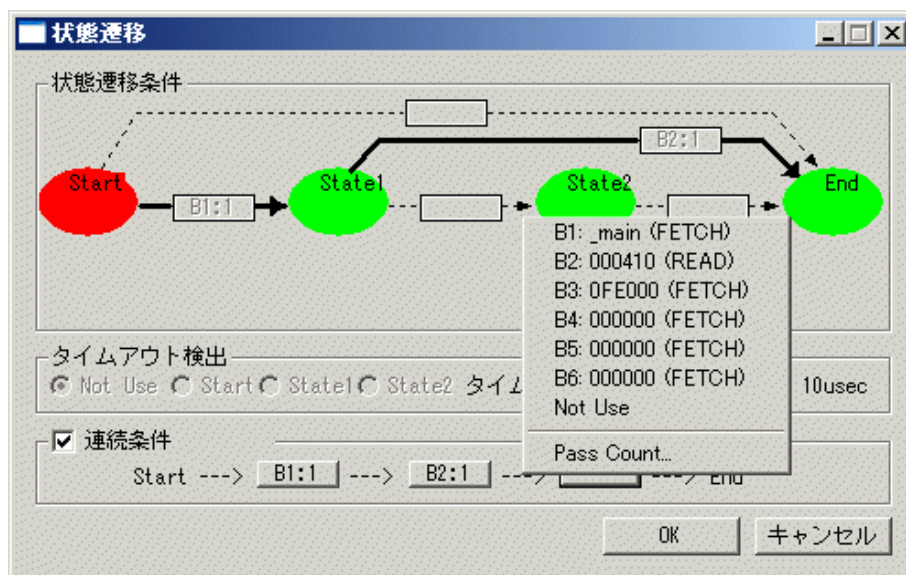 状態遷移
状態遷移条件
B2:1
Start
State1
State2
End
B1:1
B1: _main (FETCH)
B2: 000410 (READ)
B3: 0FE000 (FETCH)
B4: 000000 (FETCH)
B5: 000000 (FETCH)
B6: 000000 (FETCH)
Not Use
Pass Count...
タイムアウト検出
Not Use Start State1 State2 タイム 10usec
連続条件
Start ---> B1:1 ---> B2:1 ---> ---> End
OK キャンセル